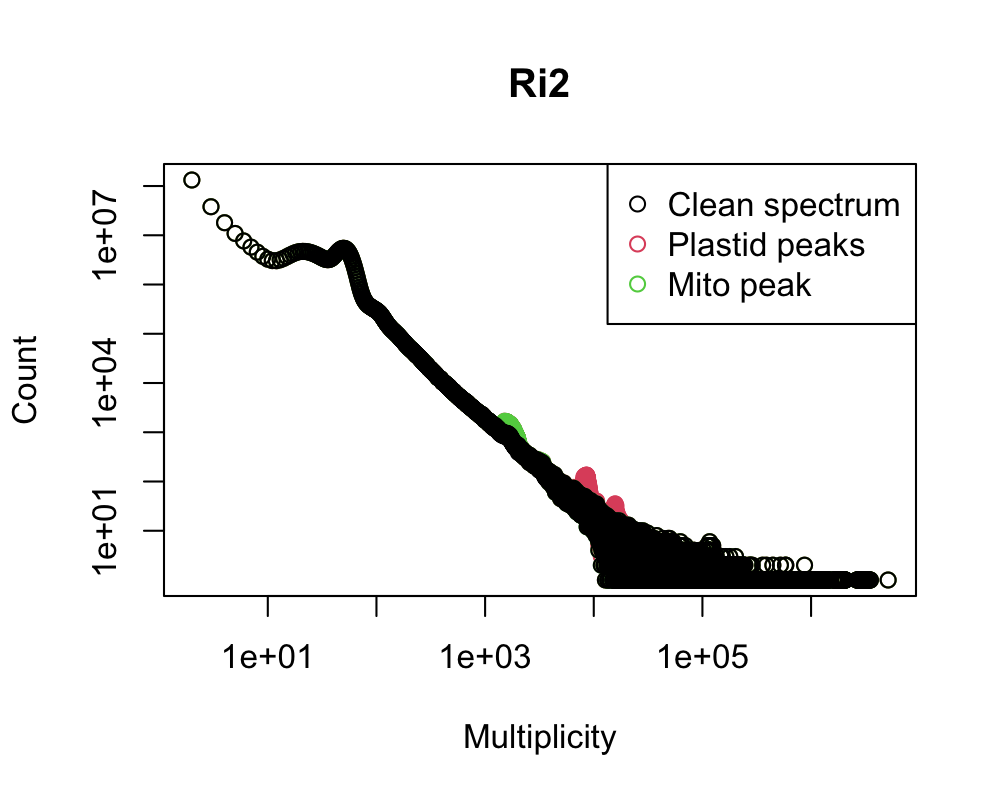 Ri2
Clean spectrum
Plastid peaks
Mito peak
1e+07
1e+04
1e+01
Count
1e+01
1e+03
1e+05
Multiplicity